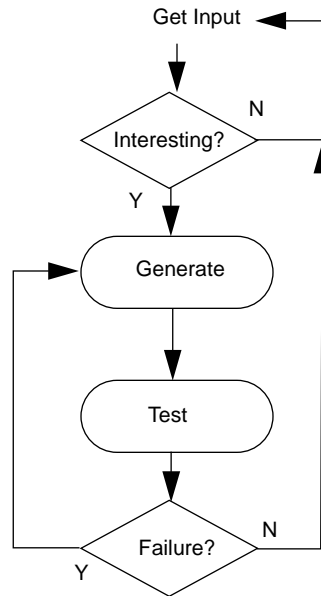 Get Input
N
Interesting?
Y
Generate
Test
N
Failure?
Y